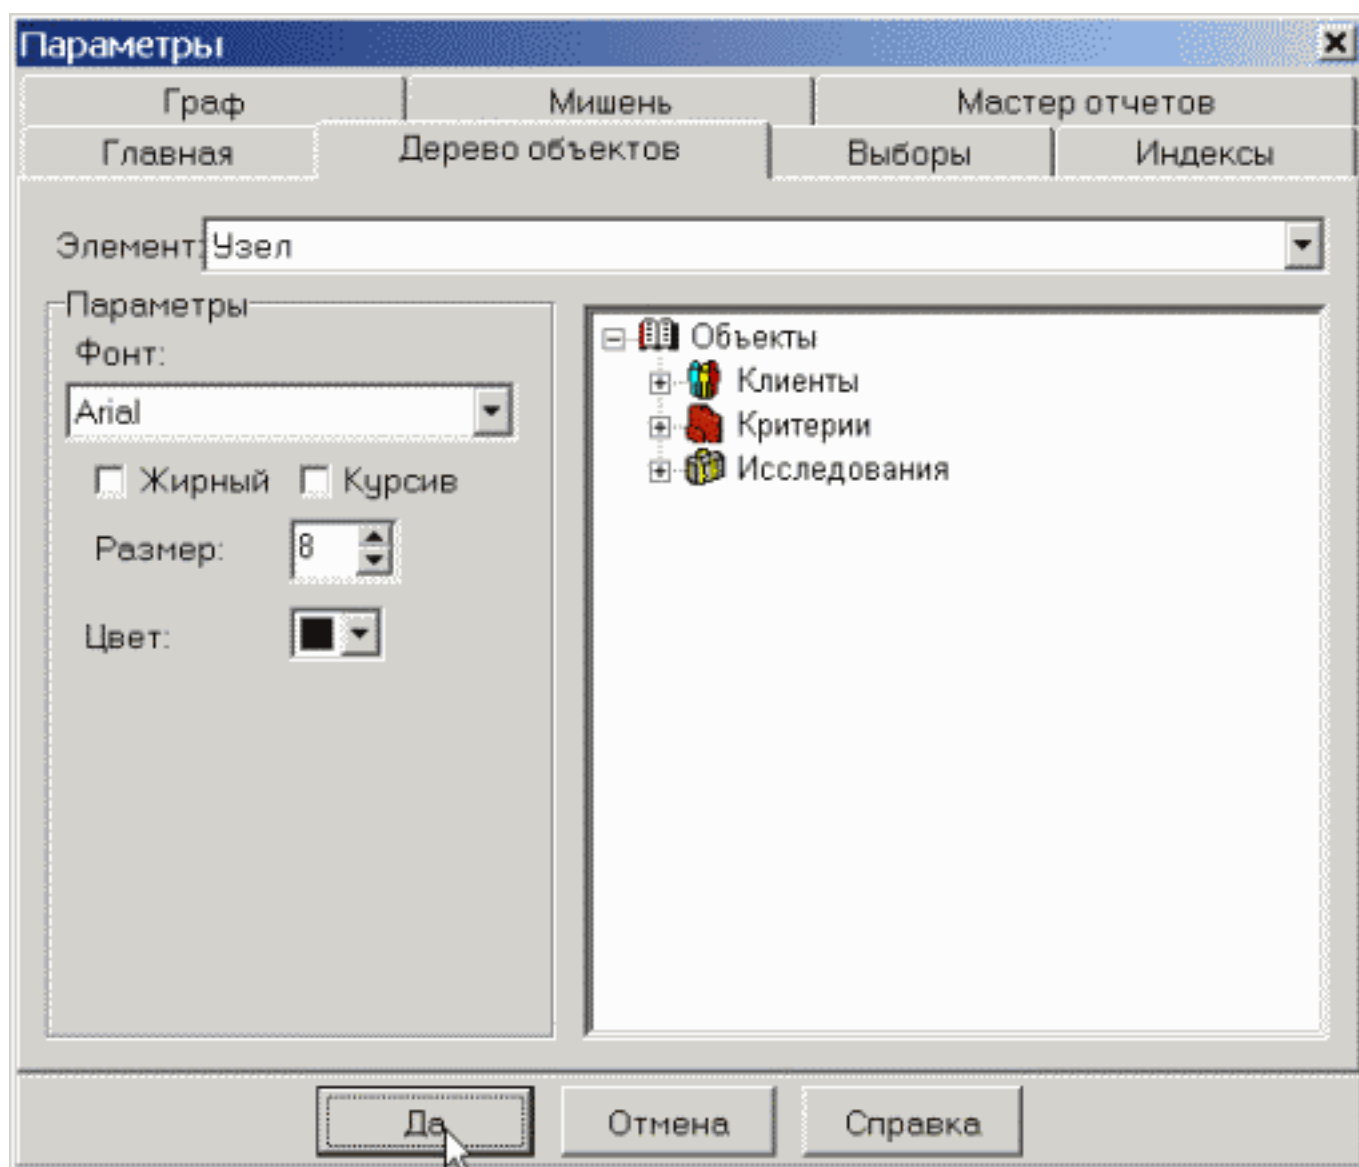 Параметры
Граф Мишень Мастер отчетов
Главная Дерево объектов Выборы Индексы
Элемент: Узел
Параметры
Фонт:
Arial
Жирный Курсив
Размер: 8
Цвет:
Объекты
Клиенты
Критерии
Исследования
Да Отмена Справка